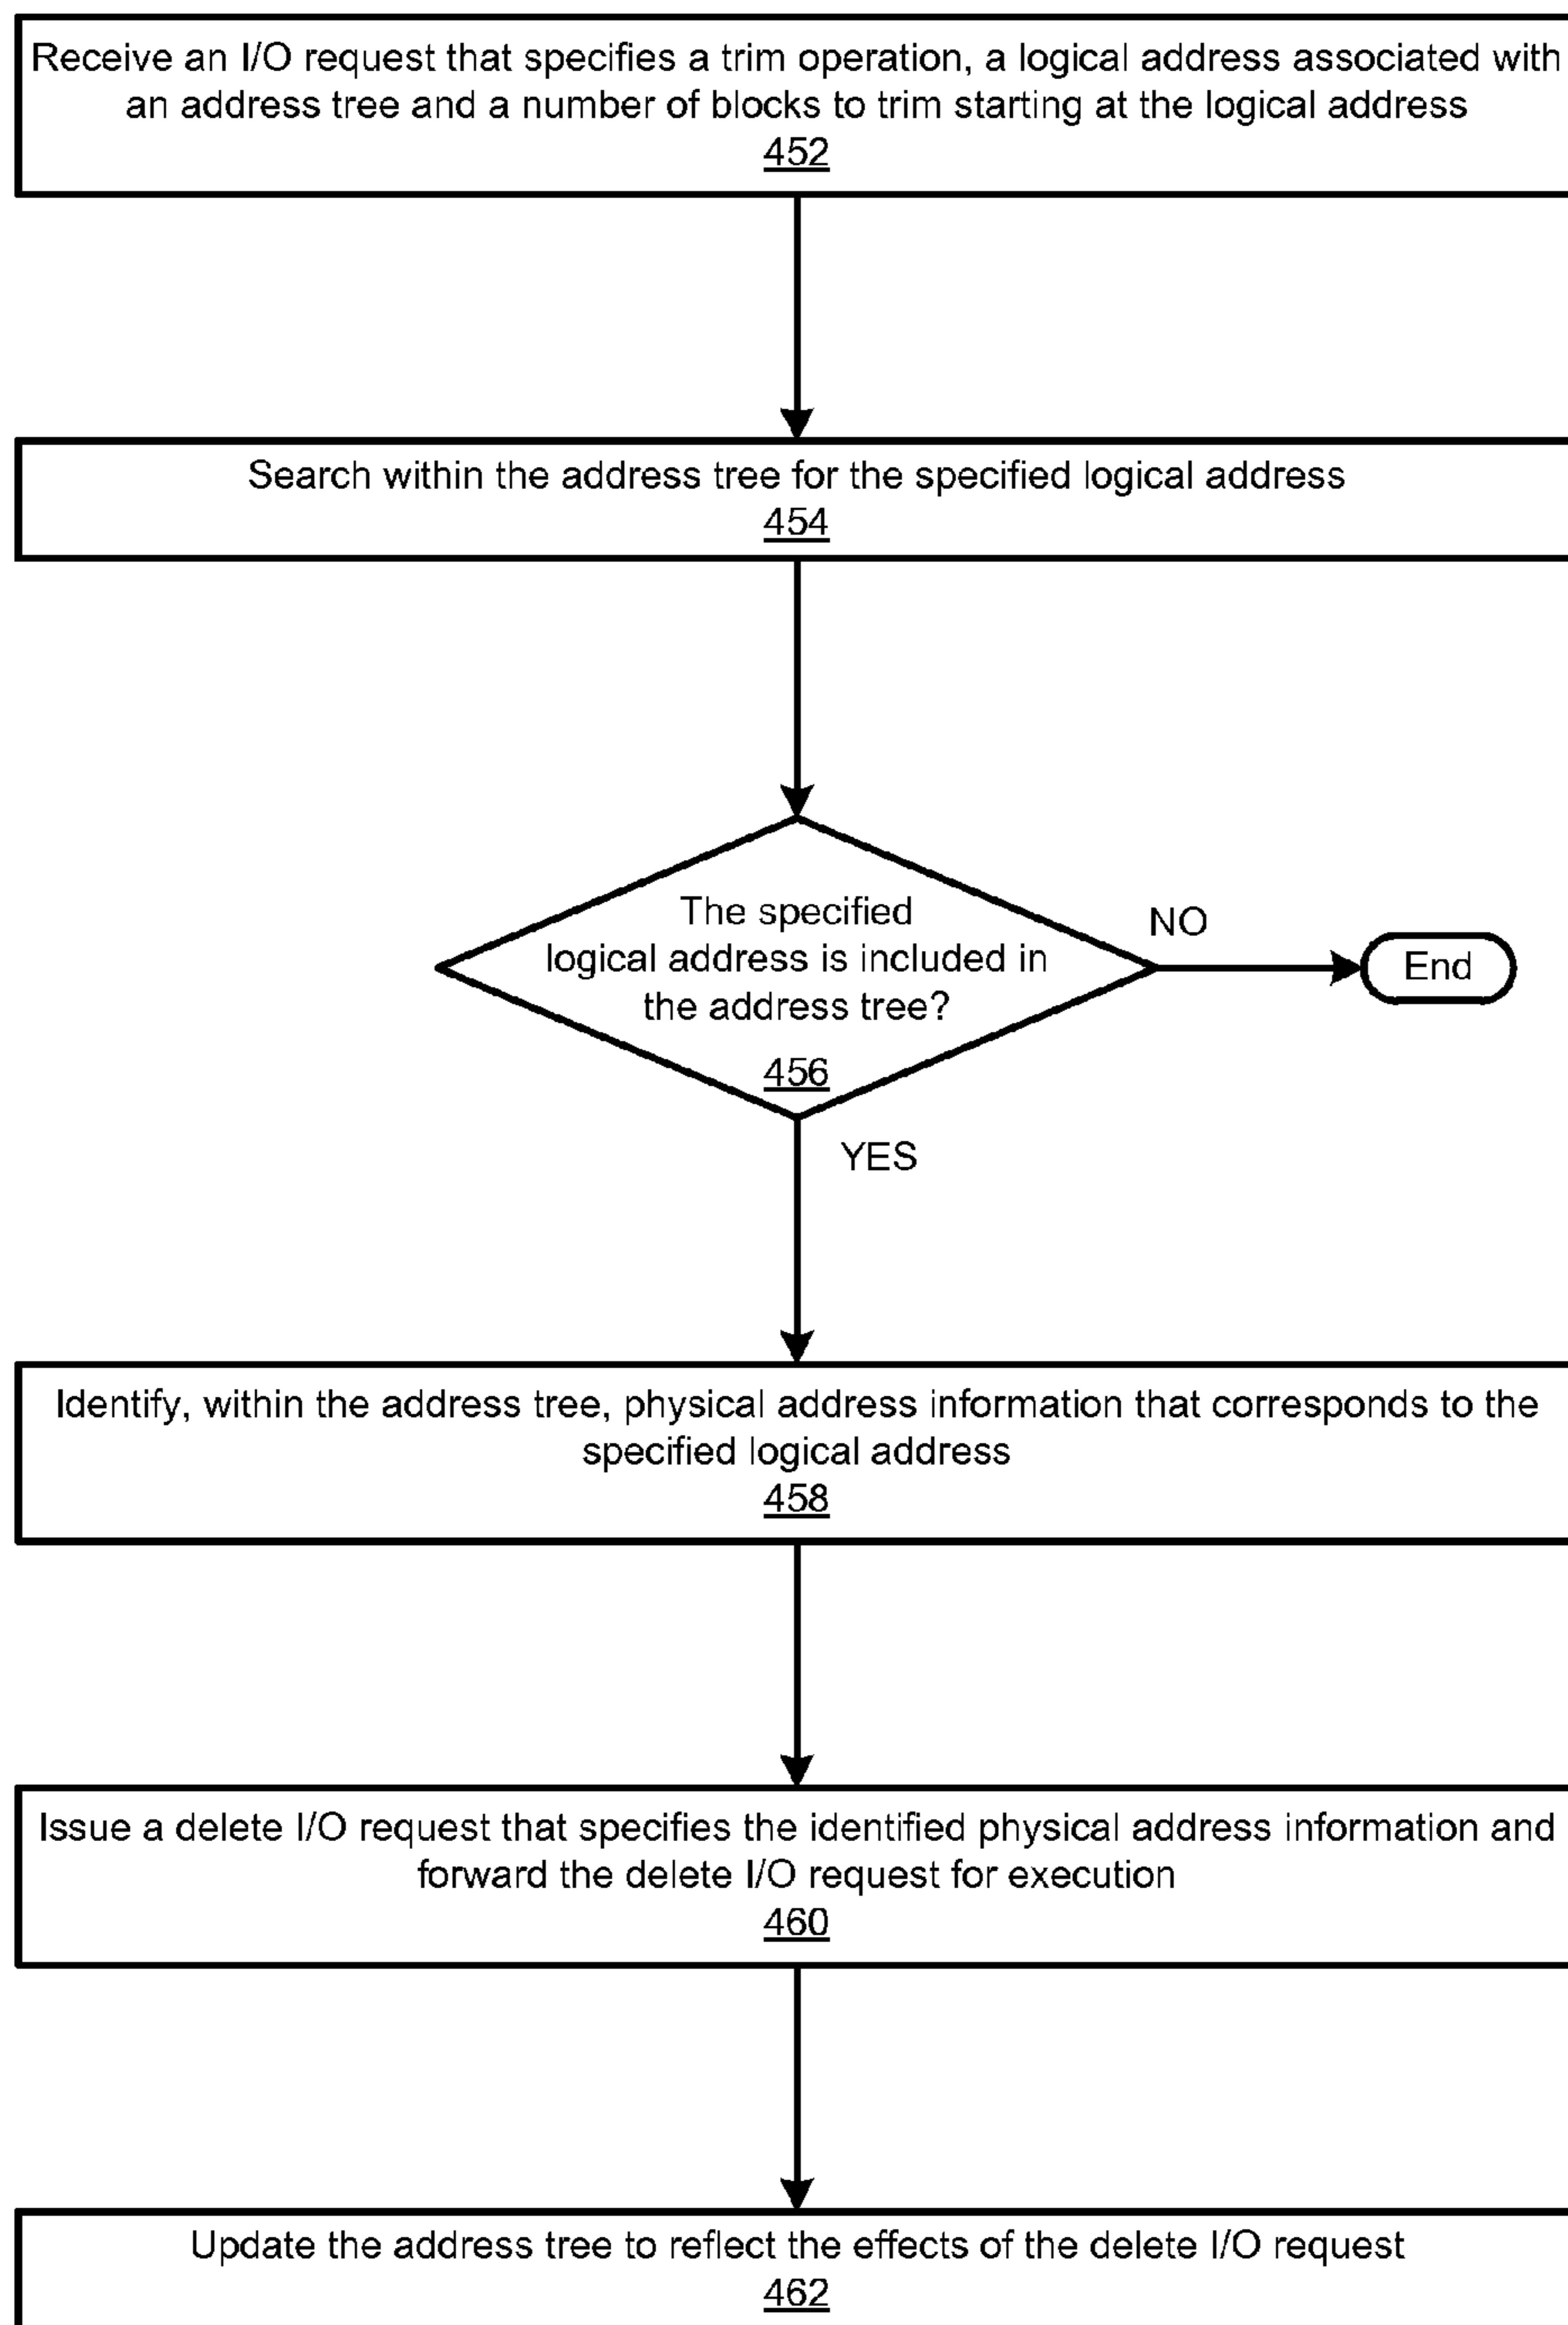 Receive an I/O request that specifies a trim operation, a logical address associated with
an address tree and a number of blocks to trim starting at the logical address
452
Search within the address tree for the specified logical address
454
The specified
logical address is included in
the address tree?
456
NO
End
YES
Identify, within the address tree, physical address information that corresponds to the
specified logical address
458
Issue a delete I/O request that specifies the identified physical address information and
forward the delete I/O request for execution
460
Update the address tree to reflect the effects of the delete I/O request
462